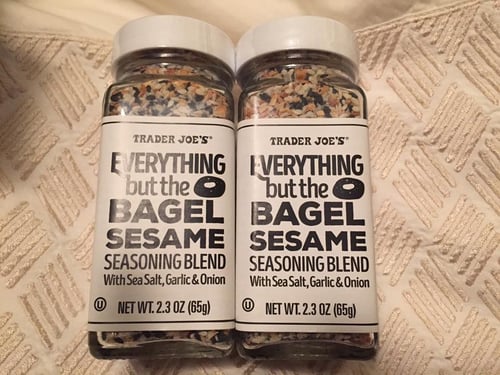 TRADER JOE'S®
EVERYTHING
but the
BAGEL
SESAME
SEASONING BLEND
With Sea Salt, Garlic & Onion
U
NET WT. 2.3 OZ (65g)
TRADER JOE'S®
EVERYTHING
but the
BAGEL
SESAME
SEASONING BLEND
With Sea Salt, Garlic & Onion
U
NET WT. 2.3 OZ (65g)